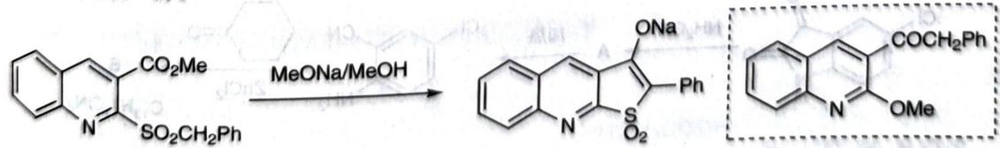 CO₂Me
N
SO₂CH₂Ph
MeONa/MeOH
ONa
Ph
N
S
O₂
COCH₂Ph
N
OMe